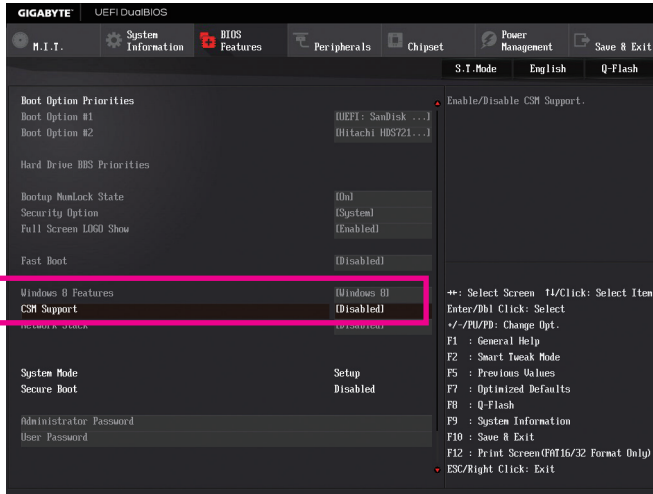 GIGABYTE™ UEFI DualBIOS
M.I.T. System Information BIOS Features Peripherals Chipset Power Management Save & Exit
S.T.Mode English Q-Flash
Boot Option Priorities
Boot Option #1 [UEFI: SanDisk ...]
Boot Option #2 [Hitachi HDS721...]
Hard Drive BBS Priorities
Bootup NumLock State [On]
Security Option [System]
Full Screen LOGO Show [Enabled]
Fast Boot [Disabled]
Windows 8 Features [Windows 8]
CSM Support [Disabled]
Network Stack [Disabled]
System Mode Setup
Secure Boot Disabled
Administrator Password
User Password
Enable/Disable CSM Support.
→←: Select Screen ↑↓/Click: Select Item
Enter/Dbl Click: Select
+/-/PU/PD: Change Opt.
F1 : General Help
F2 : Smart Tweak Mode
F5 : Previous Values
F7 : Optimized Defaults
F8 : Q-Flash
F9 : System Information
F10 : Save & Exit
F12 : Print Screen(FAT16/32 Format Only)
ESC/Right Click: Exit